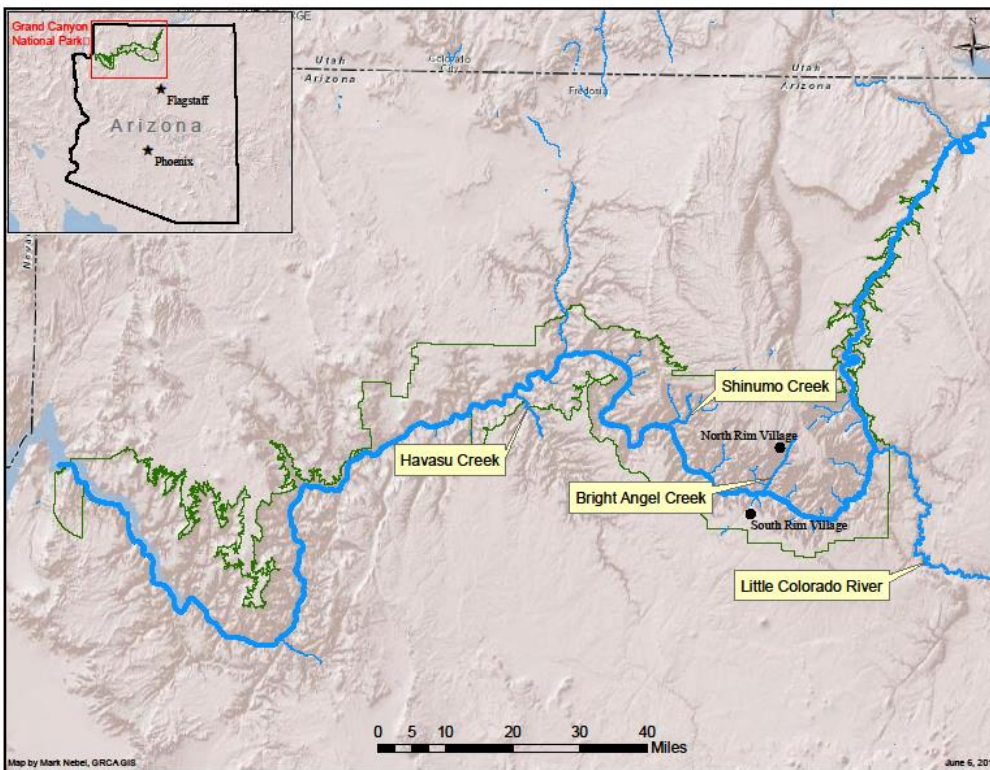 Grand Canyon
National Park
Flagstaff
Arizona
Phoenix
Utah
Arizona
Colorado
City
Fredonia
Utah
Arizona
N
Shinumo Creek
North Rim Village
Havasu Creek
Bright Angel Creek
South Rim Village
Little Colorado River
0 5 10 20 30 40
Miles
Map by Mark Nebel, GRCA GIS